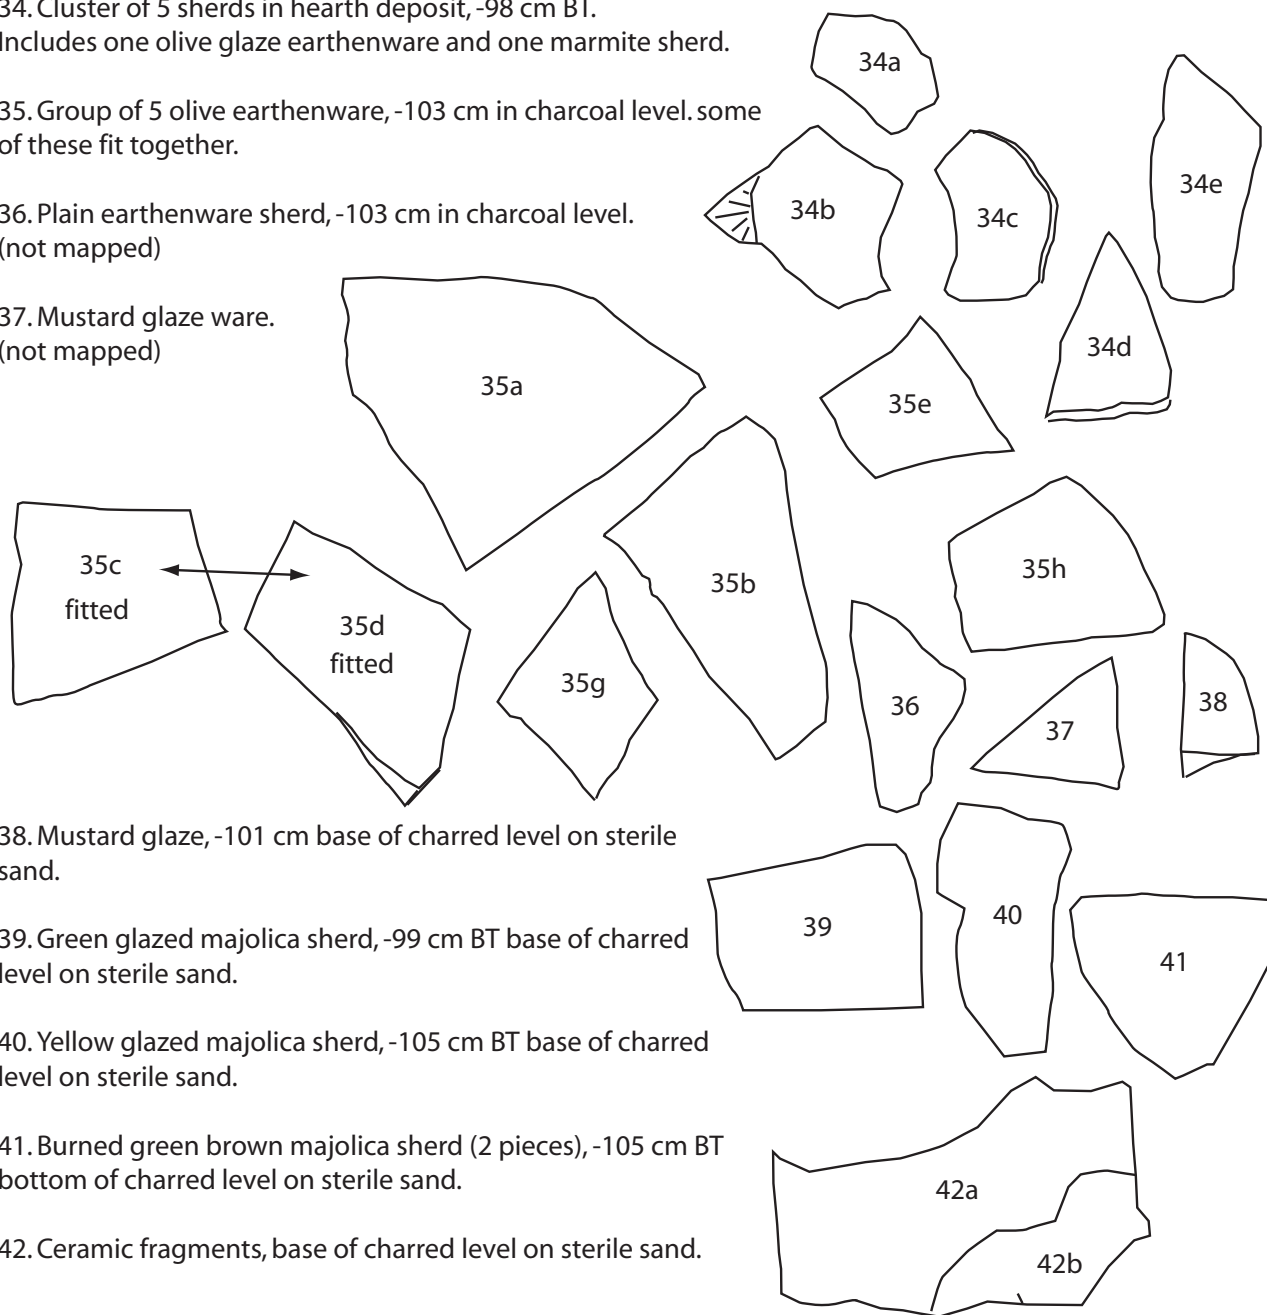 34. Cluster of 5 sherds in hearth deposit, -98 cm BT.
Includes one olive glaze earthenware and one marmite sherd.
35. Group of 5 olive earthenware, -103 cm in charcoal level. some
of these fit together.
36. Plain earthenware sherd, -103 cm in charcoal level.
(not mapped)
37. Mustard glaze ware.
(not mapped)
34a
34e
34b
34c
34d
35a
35e
35c
fitted
35d
fitted
35b
35h
35g
36
37
38
38. Mustard glaze, -101 cm base of charred level on sterile
sand.
39. Green glazed majolica sherd, -99 cm BT base of charred
level on sterile sand.
40. Yellow glazed majolica sherd, -105 cm BT base of charred
level on sterile sand.
41. Burned green brown majolica sherd (2 pieces), -105 cm BT
bottom of charred level on sterile sand.
42. Ceramic fragments, base of charred level on sterile sand.
39
40
41
42a
42b